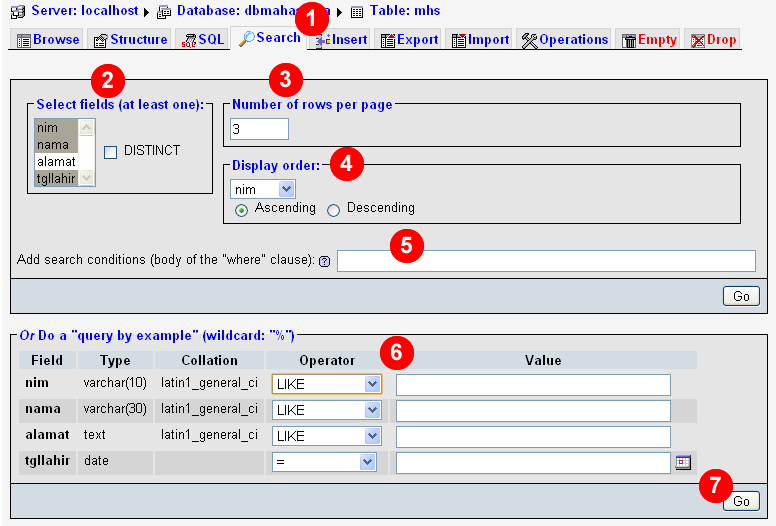 Server: localhost Database: dbmaha a Table: mhs
1
Browse Structure SQL Search Insert Export Import Operations Empty Drop
2 3
Select fields (at least one): Number of rows per page
nim
nama
alamat
tgllahir
DISTINCT
3
4
Display order:
nim
Ascending Descending
5
Add search conditions (body of the "where" clause):
Go
Or Do a "query by example" (wildcard: "%")
6
Field Type Collation Operator Value
nim varchar(10) latin1_general_ci LIKE
nama varchar(30) latin1_general_ci LIKE
alamat text latin1_general_ci LIKE
tgllahir date =
7
Go